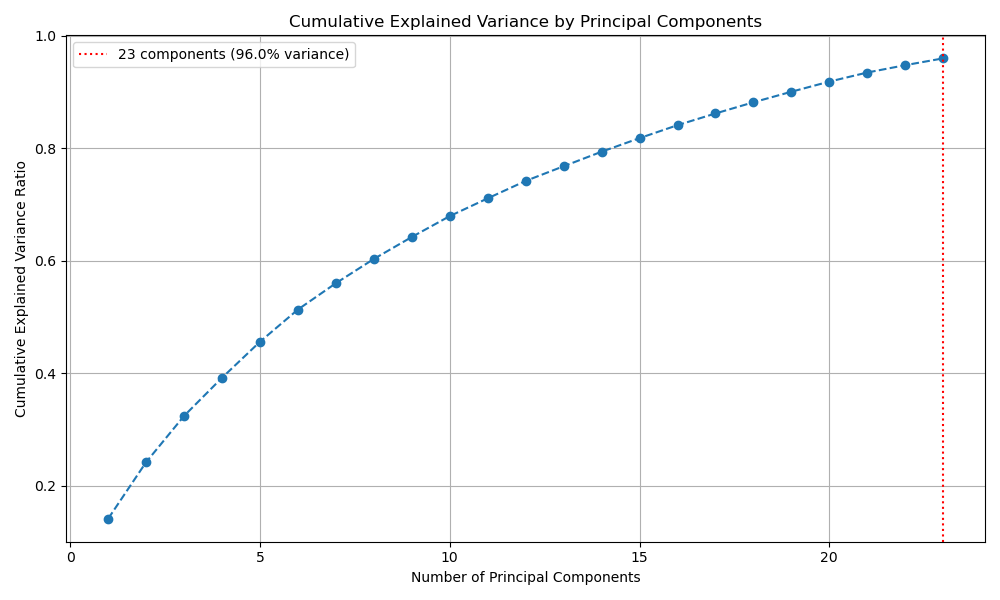 Cumulative Explained Variance by Principal Components
23 components (96.0% variance)
Cumulative Explained Variance Ratio
1.0
0.8
0.6
0.4
0.2
0 5 10 15 20
Number of Principal Components